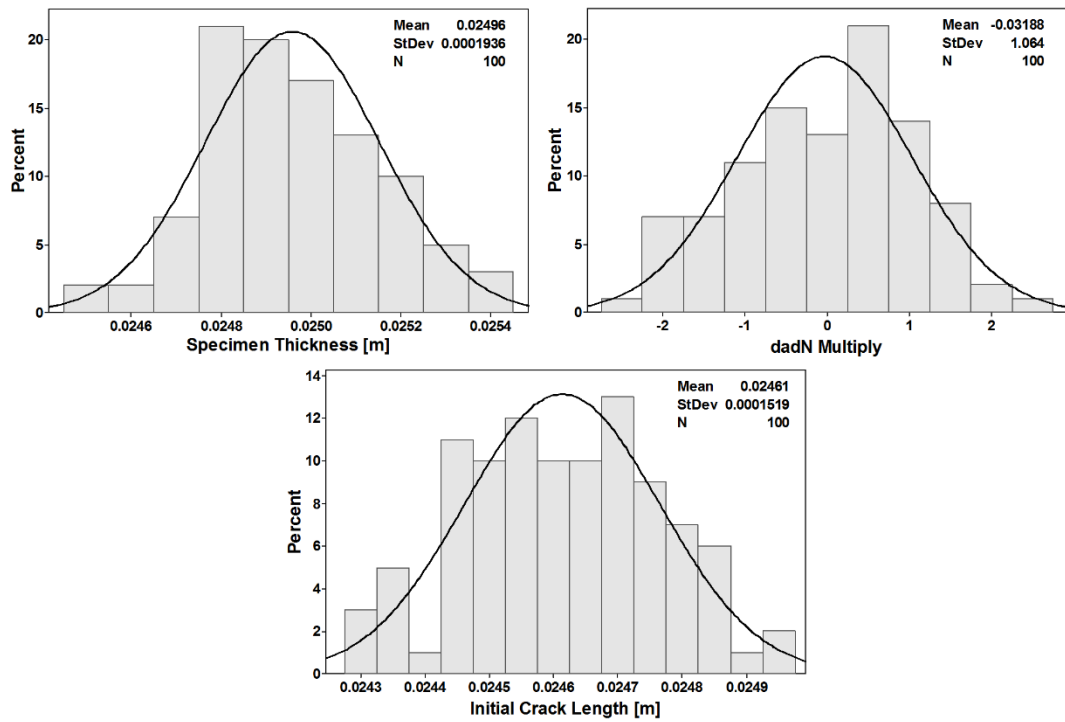 Mean 0.02496
StDev 0.0001936
N 100
Percent
20
15
10
5
0
0.0246 0.0248 0.0250 0.0252 0.0254
Specimen Thickness [m]
Mean -0.03188
StDev 1.064
N 100
Percent
20
15
10
5
0
-2 -1 0 1 2
dadN Multiply
Mean 0.02461
StDev 0.0001519
N 100
Percent
14
12
10
8
6
4
2
0
0.0243 0.0244 0.0245 0.0246 0.0247 0.0248 0.0249
Initial Crack Length [m]